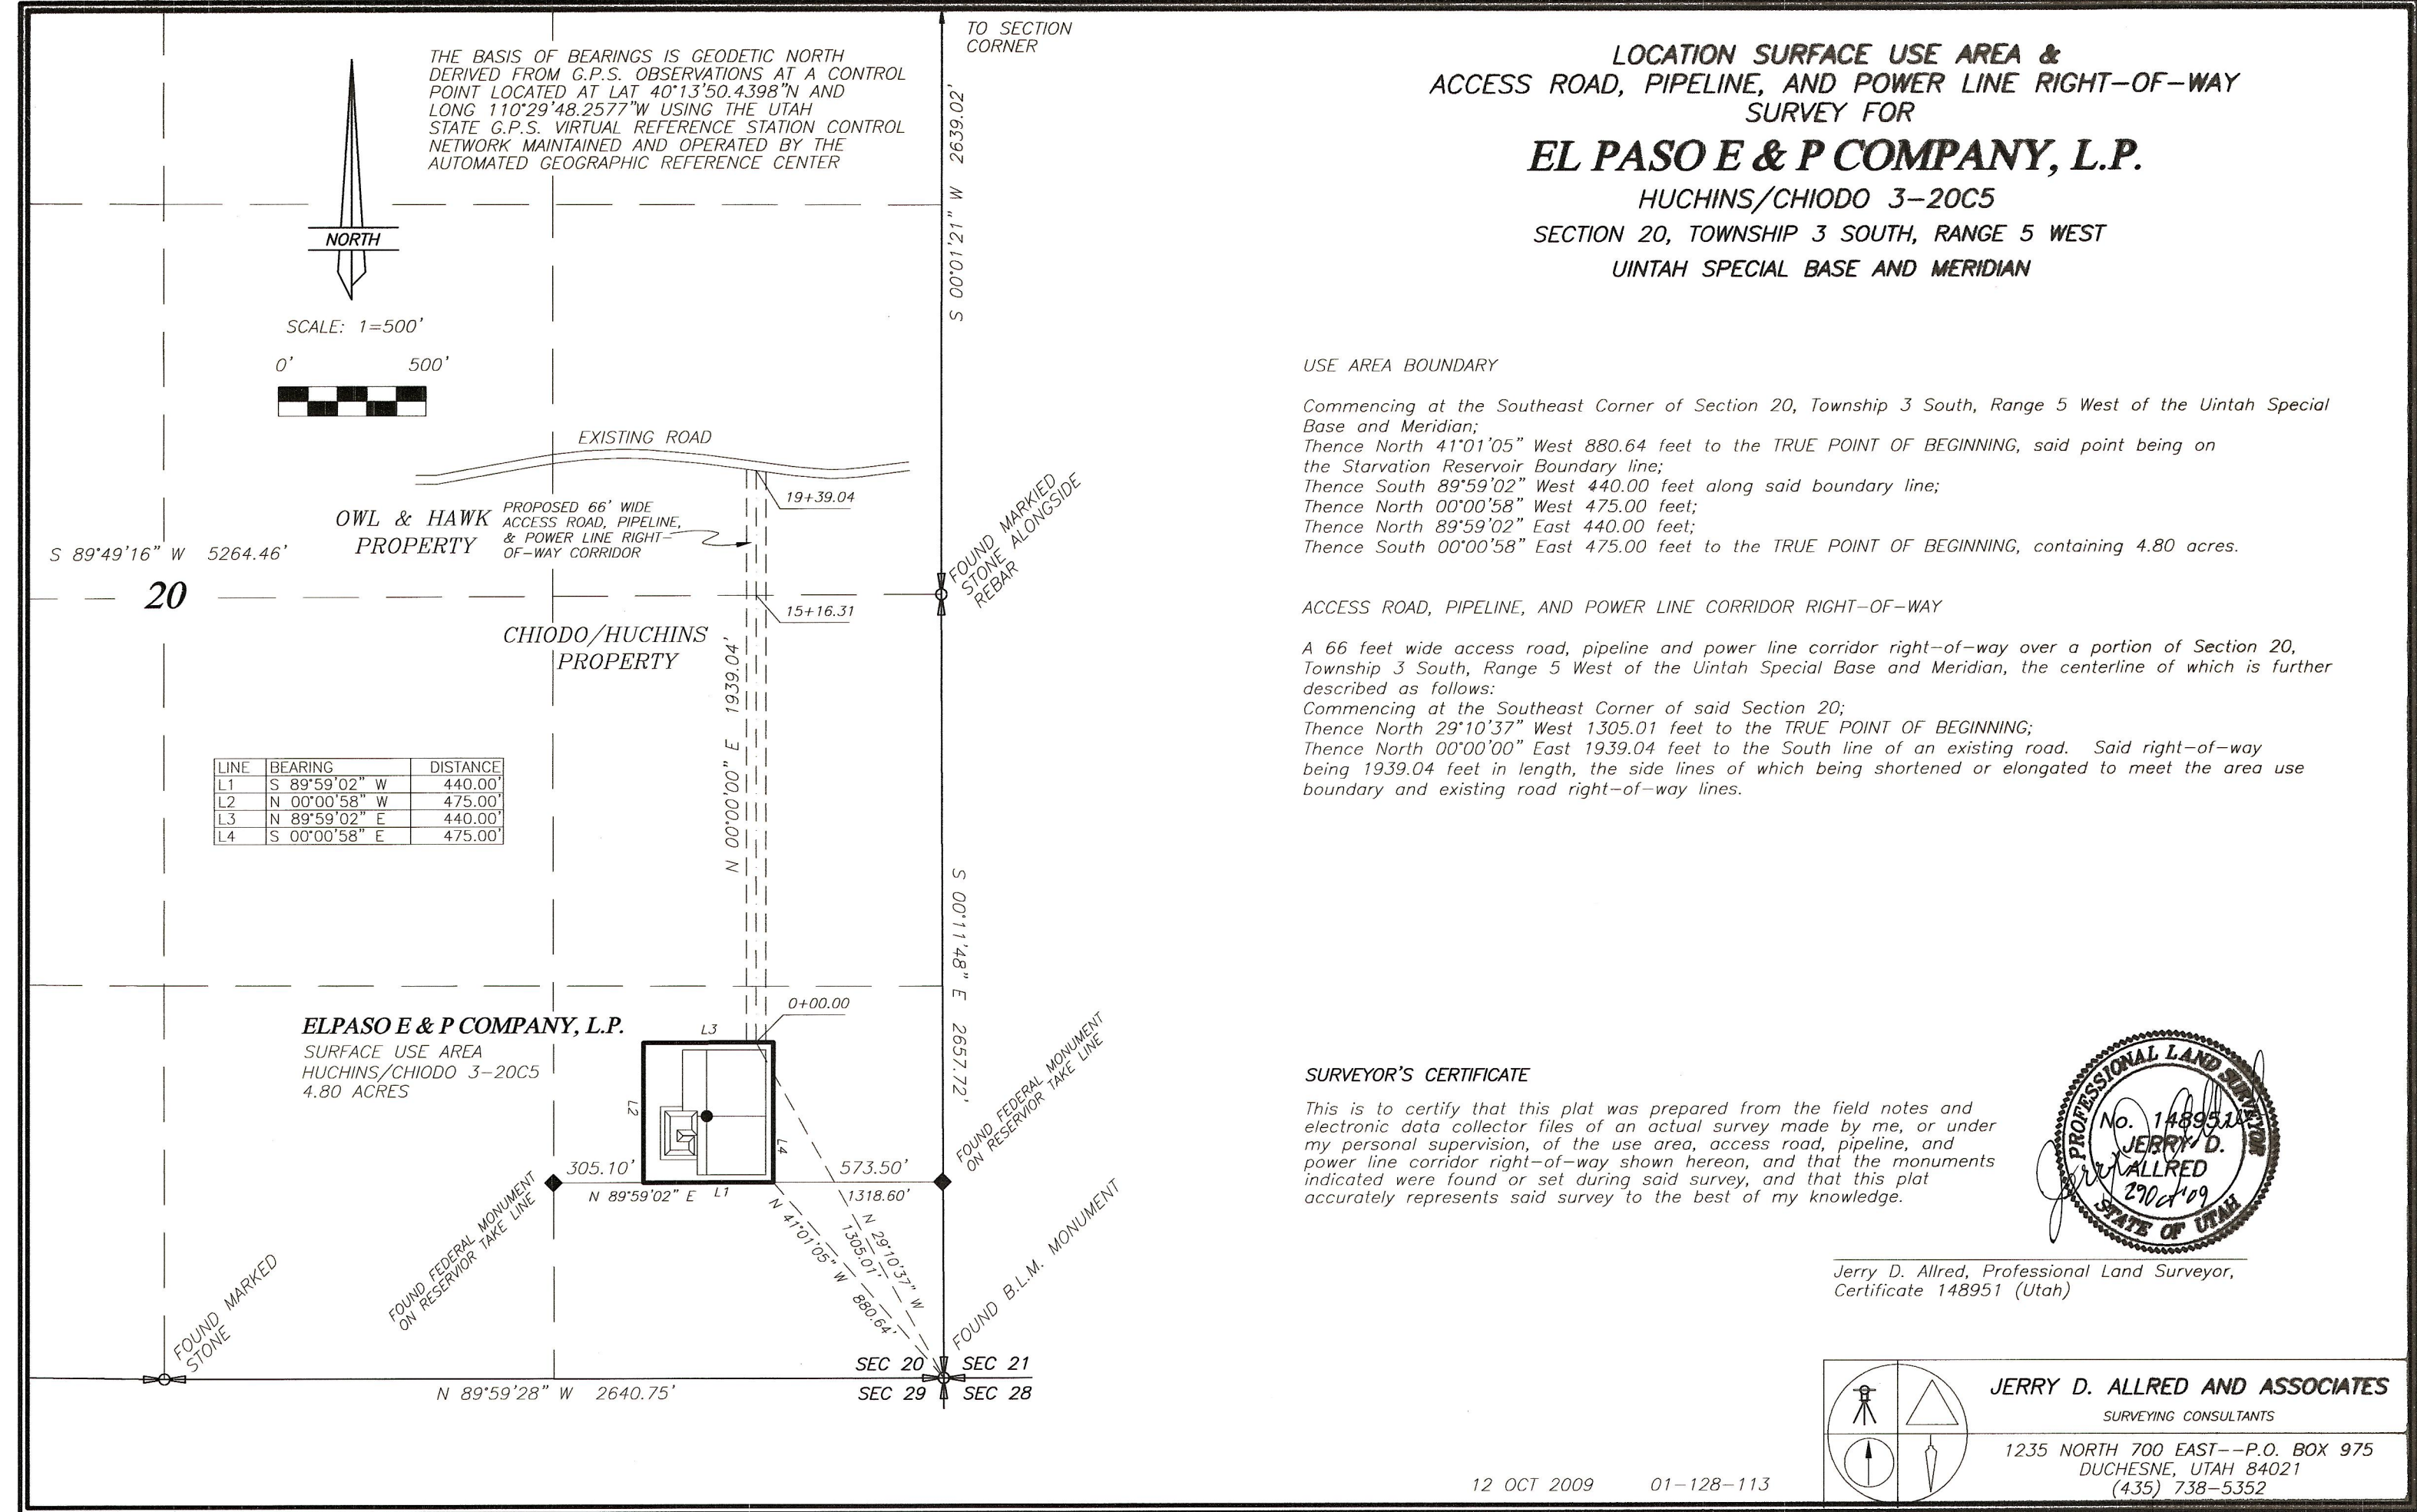 TO SECTION
CORNER
THE BASIS OF BEARINGS IS GEODETIC NORTH
DERIVED FROM G.P.S. OBSERVATIONS AT A CONTROL
POINT LOCATED AT LAT 40°13'50.4398"N AND
LONG 110°29'48.2577"W USING THE UTAH
STATE G.P.S. VIRTUAL REFERENCE STATION CONTROL
NETWORK MAINTAINED AND OPERATED BY THE
AUTOMATED GEOGRAPHIC REFERENCE CENTER
S 00°01'21" W 2639.02'
NORTH
SCALE: 1=500'
0' 500'
EXISTING ROAD
19+39.04
OWL & HAWK
PROPERTY
PROPOSED 66' WIDE
ACCESS ROAD, PIPELINE,
& POWER LINE RIGHT-
OF-WAY CORRIDOR
FOUND MARKIED
STONE ALONGSIDE
REBAR
S 89°49'16" W 5264.46'
20
15+16.31
CHIODO/HUCHINS
PROPERTY
N 00°00'00" E 1939.04'
LINE BEARING DISTANCE
L1 S 89°59'02" W 440.00'
L2 N 00°00'58" W 475.00'
L3 N 89°59'02" E 440.00'
L4 S 00°00'58" E 475.00'
S 00°11'48" E 2657.72'
0+00.00
ELPASO E & P COMPANY, L.P.
SURFACE USE AREA
HUCHINS/CHIODO 3-20C5
4.80 ACRES
L3
L2
L4
L1
305.10'
N 89°59'02" E
573.50'
1318.60'
FOUND FEDERAL MONUMENT
ON RESERVIOR TAKE LINE
FOUND FEDERAL MONUMENT
ON RESERVIOR TAKE LINE
N 41°01'05" W 880.64'
N 29°10'37" W
1305.01'
FOUND B.L.M. MONUMENT
FOUND MARKED
STONE
SEC 20 SEC 21
SEC 29 SEC 28
N 89°59'28" W 2640.75'
LOCATION SURFACE USE AREA &
ACCESS ROAD, PIPELINE, AND POWER LINE RIGHT-OF-WAY
SURVEY FOR
EL PASO E & P COMPANY, L.P.
HUCHINS/CHIODO 3-20C5
SECTION 20, TOWNSHIP 3 SOUTH, RANGE 5 WEST
UINTAH SPECIAL BASE AND MERIDIAN
USE AREA BOUNDARY
Commencing at the Southeast Corner of Section 20, Township 3 South, Range 5 West of the Uintah Special
Base and Meridian;
Thence North 41°01'05" West 880.64 feet to the TRUE POINT OF BEGINNING, said point being on
the Starvation Reservoir Boundary line;
Thence South 89°59'02" West 440.00 feet along said boundary line;
Thence North 00°00'58" West 475.00 feet;
Thence North 89°59'02" East 440.00 feet;
Thence South 00°00'58" East 475.00 feet to the TRUE POINT OF BEGINNING, containing 4.80 acres.
ACCESS ROAD, PIPELINE, AND POWER LINE CORRIDOR RIGHT-OF-WAY
A 66 feet wide access road, pipeline and power line corridor right-of-way over a portion of Section 20,
Township 3 South, Range 5 West of the Uintah Special Base and Meridian, the centerline of which is further
described as follows:
Commencing at the Southeast Corner of said Section 20;
Thence North 29°10'37" West 1305.01 feet to the TRUE POINT OF BEGINNING;
Thence North 00°00'00" East 1939.04 feet to the South line of an existing road. Said right-of-way
being 1939.04 feet in length, the side lines of which being shortened or elongated to meet the area use
boundary and existing road right-of-way lines.
SURVEYOR'S CERTIFICATE
This is to certify that this plat was prepared from the field notes and
electronic data collector files of an actual survey made by me, or under
my personal supervision, of the use area, access road, pipeline, and
power line corridor right-of-way shown hereon, and that the monuments
indicated were found or set during said survey, and that this plat
accurately represents said survey to the best of my knowledge.
PROFESSIONAL LAND SURVEYOR
No. 148951
JERRY D.
ALLRED
29 Oct '09
STATE OF UTAH
Jerry D. Allred, Professional Land Surveyor,
Certificate 148951 (Utah)
JERRY D. ALLRED AND ASSOCIATES
SURVEYING CONSULTANTS
1235 NORTH 700 EAST--P.O. BOX 975
DUCHESNE, UTAH 84021
(435) 738-5352
12 OCT 2009 01-128-113